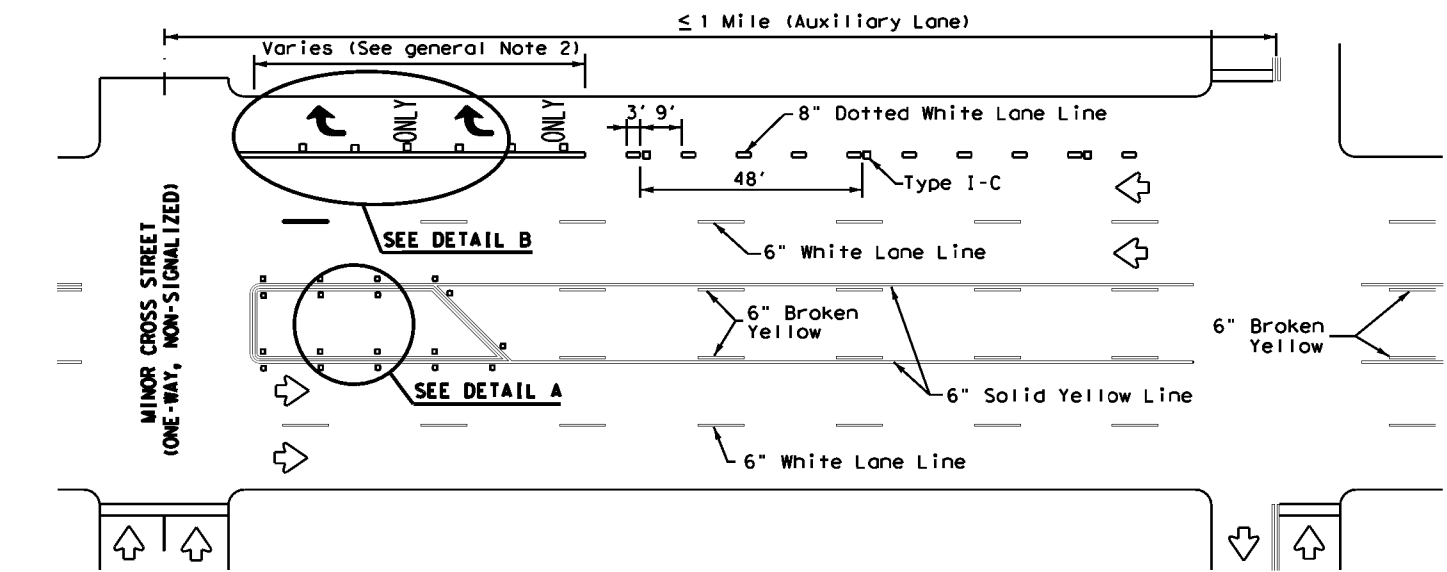 ≤ 1 Mile (Auxiliary Lane)
Varies (See general Note 2)
ONLY
ONLY
3' 9'
8" Dotted White Lane Line
48'
Type I-C
MINOR CROSS STREET
(ONE-WAY, NON-SIGNALIZED)
SEE DETAIL B
6" White Lane Line
6" Broken
Yellow
6" Broken
Yellow
SEE DETAIL A
6" Solid Yellow Line
6" White Lane Line